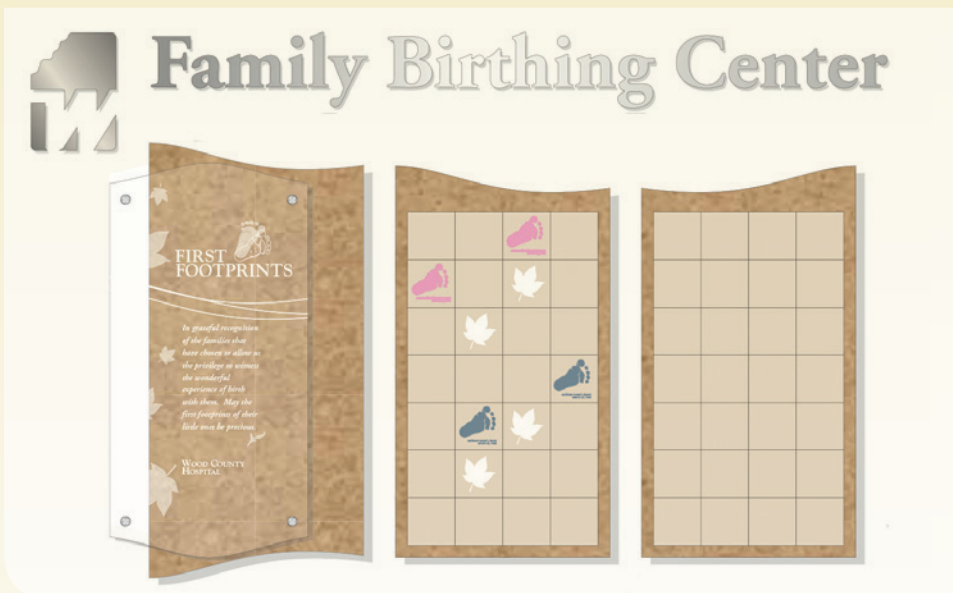 Family Birthing Center
FIRST
FOOTPRINTS
In grateful recognition
of the families that
have chosen to allow us
the privilege to witness
the wonderful
experience of birth
with them. May the
first footprints of their
little ones be precious.
WOOD COUNTY
HOSPITAL